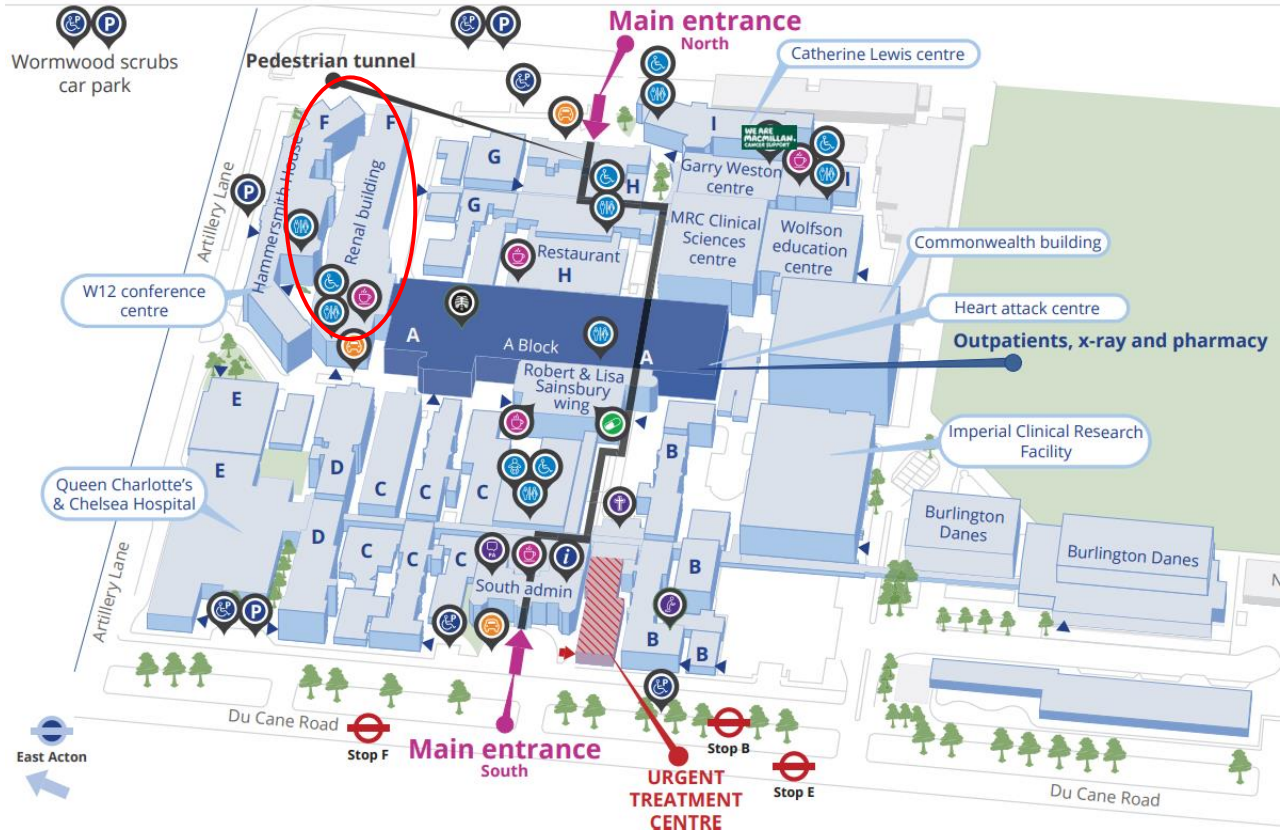 P
P
Wormwood scrubs
car park
P
P
Main entrance
North
Catherine Lewis centre
Pedestrian tunnel
P
F
F
I
WE ARE
MACMILLAN.
CANCER SUPPORT
G
Garry Weston
centre
H
I
Artillery Lane
P
Hammersmith House
Renal building
G
MRC Clinical
Sciences
centre
Wolfson
education
centre
Commonwealth building
Restaurant
H
W12 conference
centre
Heart attack centre
A
A Block
A
Outpatients, x-ray and pharmacy
Robert & Lisa
Sainsbury
wing
E
B
Imperial Clinical Research
Facility
D
E
C
C
C
Queen Charlotte's
& Chelsea Hospital
Burlington
Danes
Burlington Danes
D
C
C
C
PA
i
B
South admin
N
Artillery Lane
P
P
P
B
B
P
Du Cane Road
East Acton
Stop F
Main entrance
South
Stop B
Stop E
URGENT
TREATMENT
CENTRE
Du Cane Road